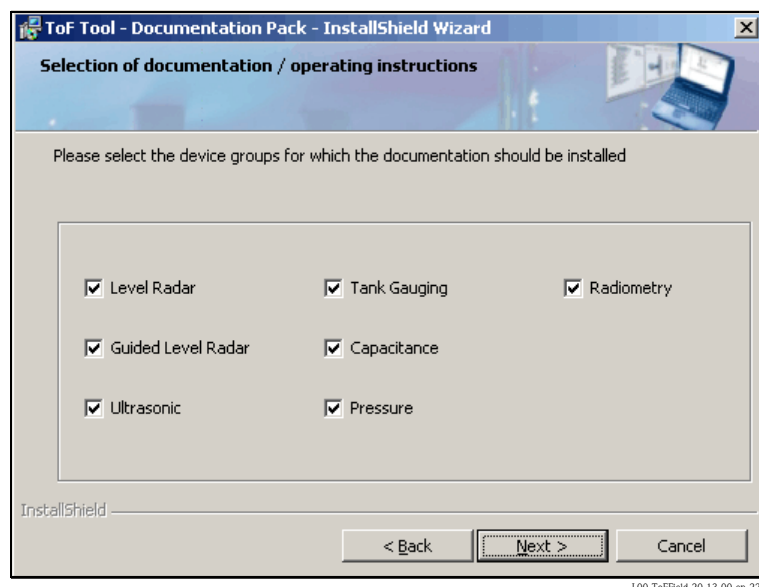 ToF Tool - Documentation Pack - InstallShield Wizard
Selection of documentation / operating instructions
Please select the device groups for which the documentation should be installed
Level Radar
Tank Gauging
Radiometry
Guided Level Radar
Capacitance
Ultrasonic
Pressure
InstallShield
< Back
Next >
Cancel